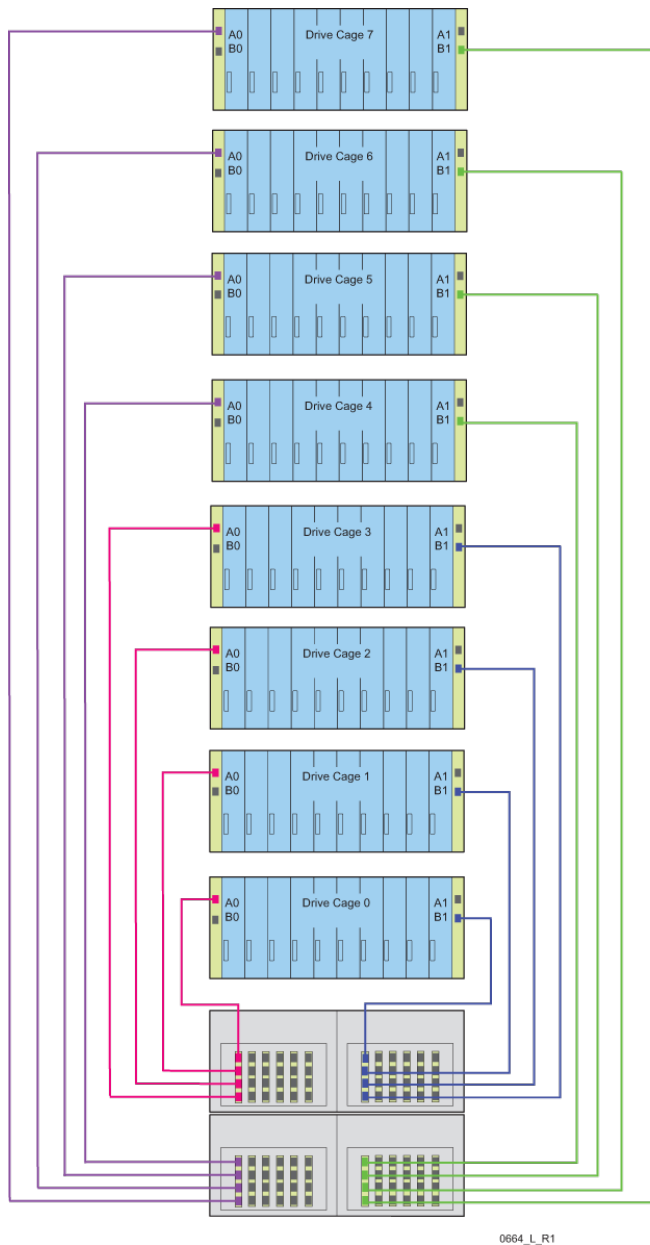 Drive Cage 7
A0 A1
B0 B1
Drive Cage 6
A0 A1
B0 B1
Drive Cage 5
A0 A1
B0 B1
Drive Cage 4
A0 A1
B0 B1
Drive Cage 3
A0 A1
B0 B1
Drive Cage 2
A0 A1
B0 B1
Drive Cage 1
A0 A1
B0 B1
Drive Cage 0
A0 A1
B0 B1
0664_L_R1